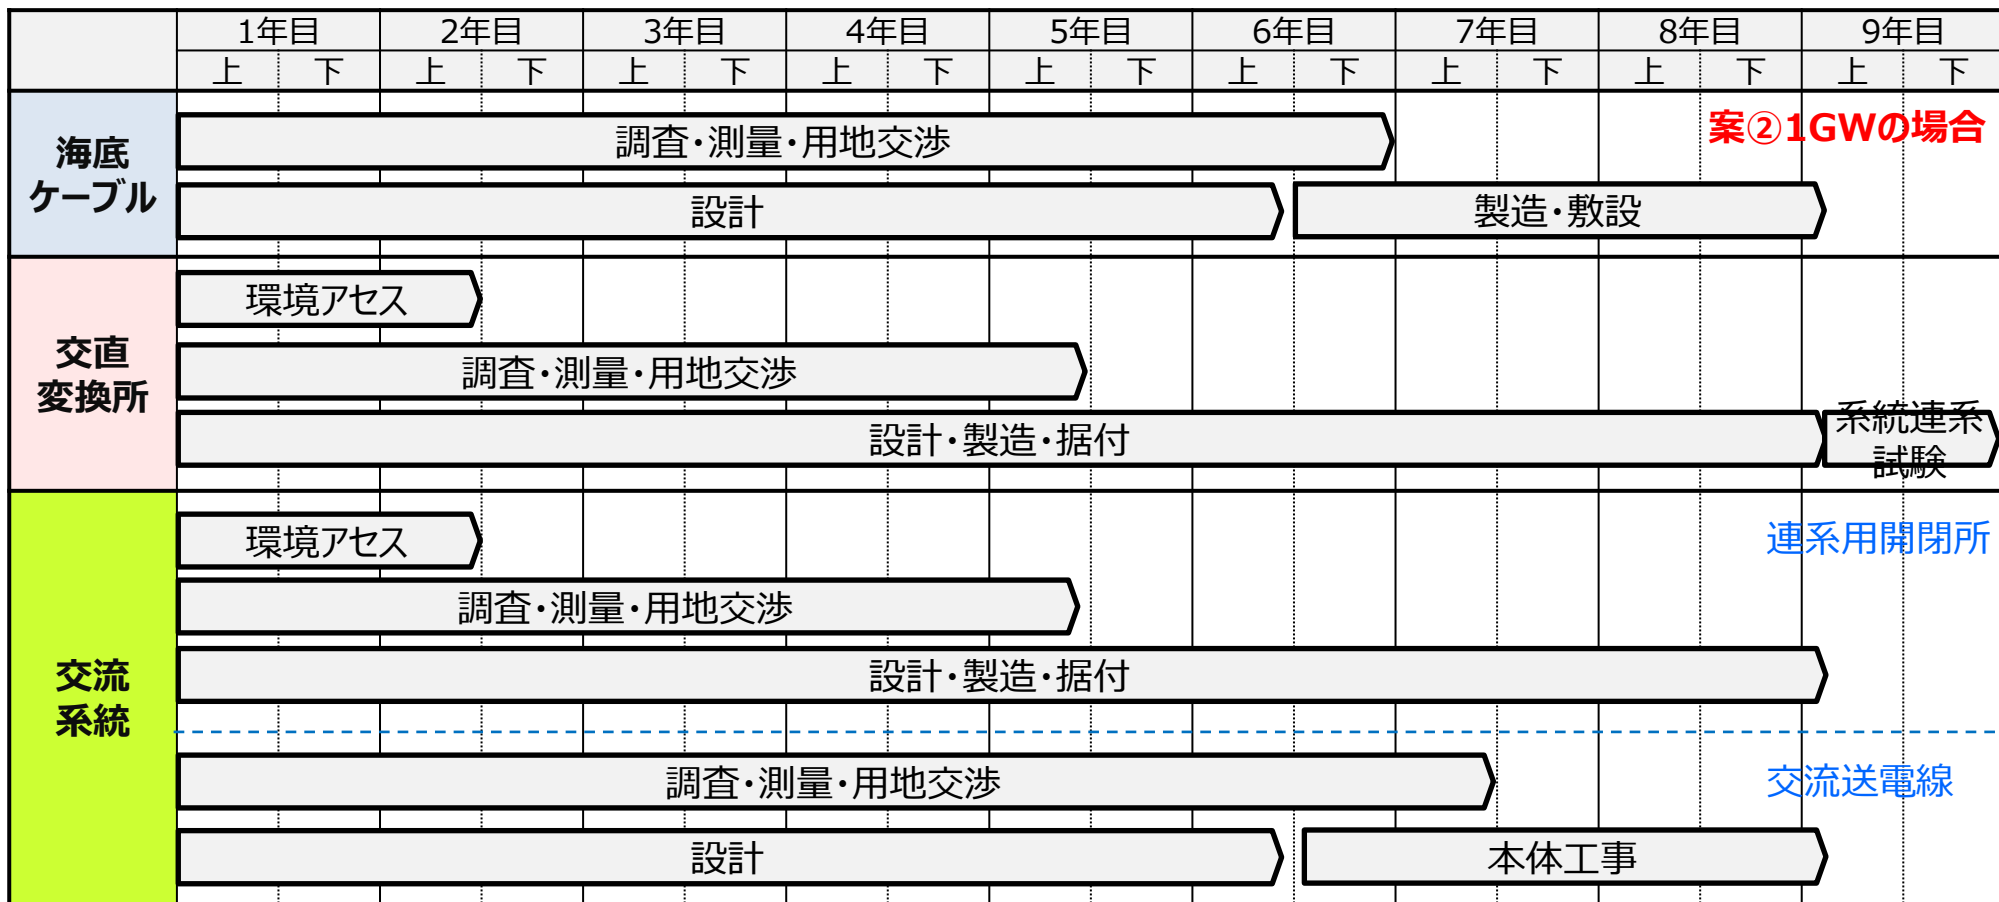 1年目 2年目 3年目 4年目 5年目 6年目 7年目 8年目 9年目
上 下 上 下 上 下 上 下 上 下 上 下 上 下 上 下 上 下
海底
ケーブル
調査・測量・用地交渉
案②1GWの場合
設計
製造・敷設
交直
変換所
環境アセス
調査・測量・用地交渉
設計・製造・据付
系統連系
試験
交流
系統
環境アセス
連系用開閉所
調査・測量・用地交渉
設計・製造・据付
調査・測量・用地交渉
交流送電線
設計
本体工事